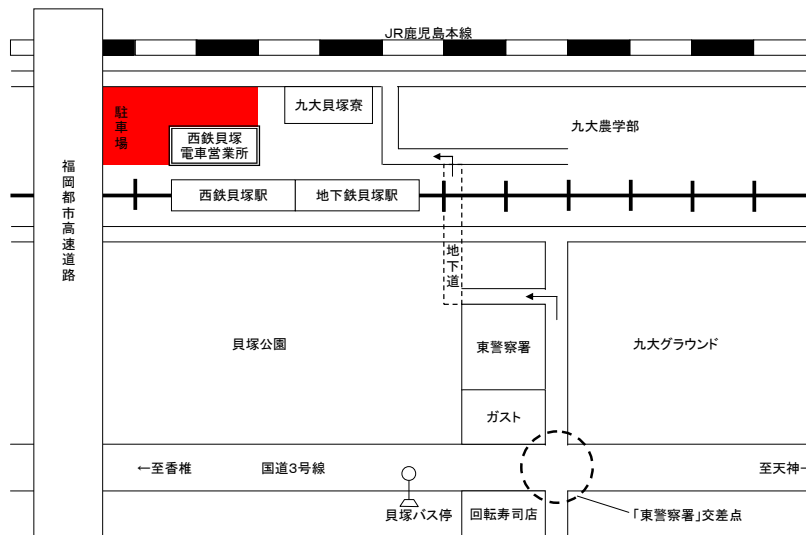 JR鹿児島本線
九大貝塚寮
九大農学部
駐車場
西鉄貝塚
電車営業所
西鉄貝塚駅
地下鉄貝塚駅
福岡都市高速道路
地下道
貝塚公園
東警察署
九大グラウンド
ガスト
←至香椎
国道3号線
至天神
貝塚バス停
回転寿司店
「東警察署」交差点